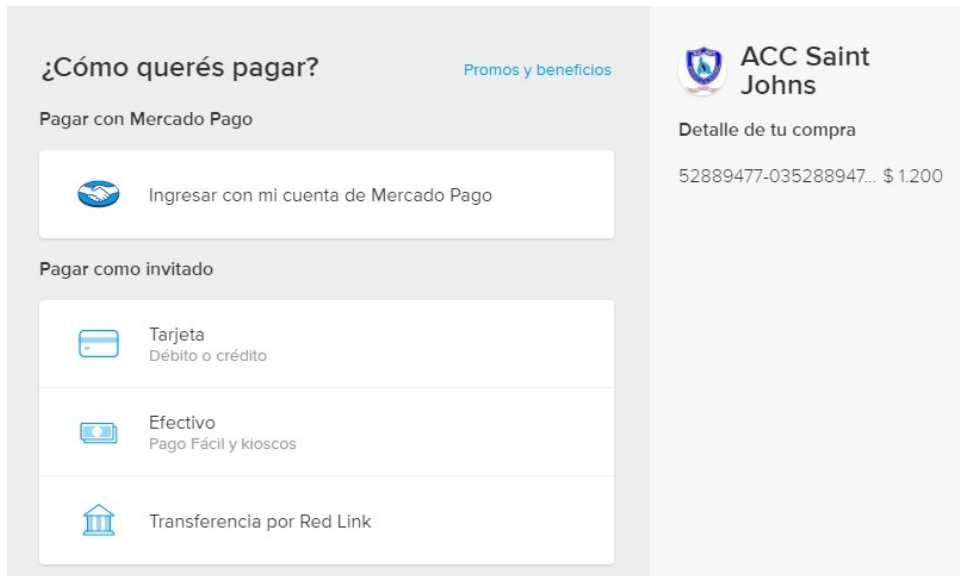 ¿Cómo querés pagar?
Promos y beneficios
Pagar con Mercado Pago
Ingresar con mi cuenta de Mercado Pago
Pagar como invitado
Tarjeta
Débito o crédito
Efectivo
Pago Fácil y kioscos
Transferencia por Red Link
ACC Saint
Johns
Detalle de tu compra
52889477-035288947... $ 1.200